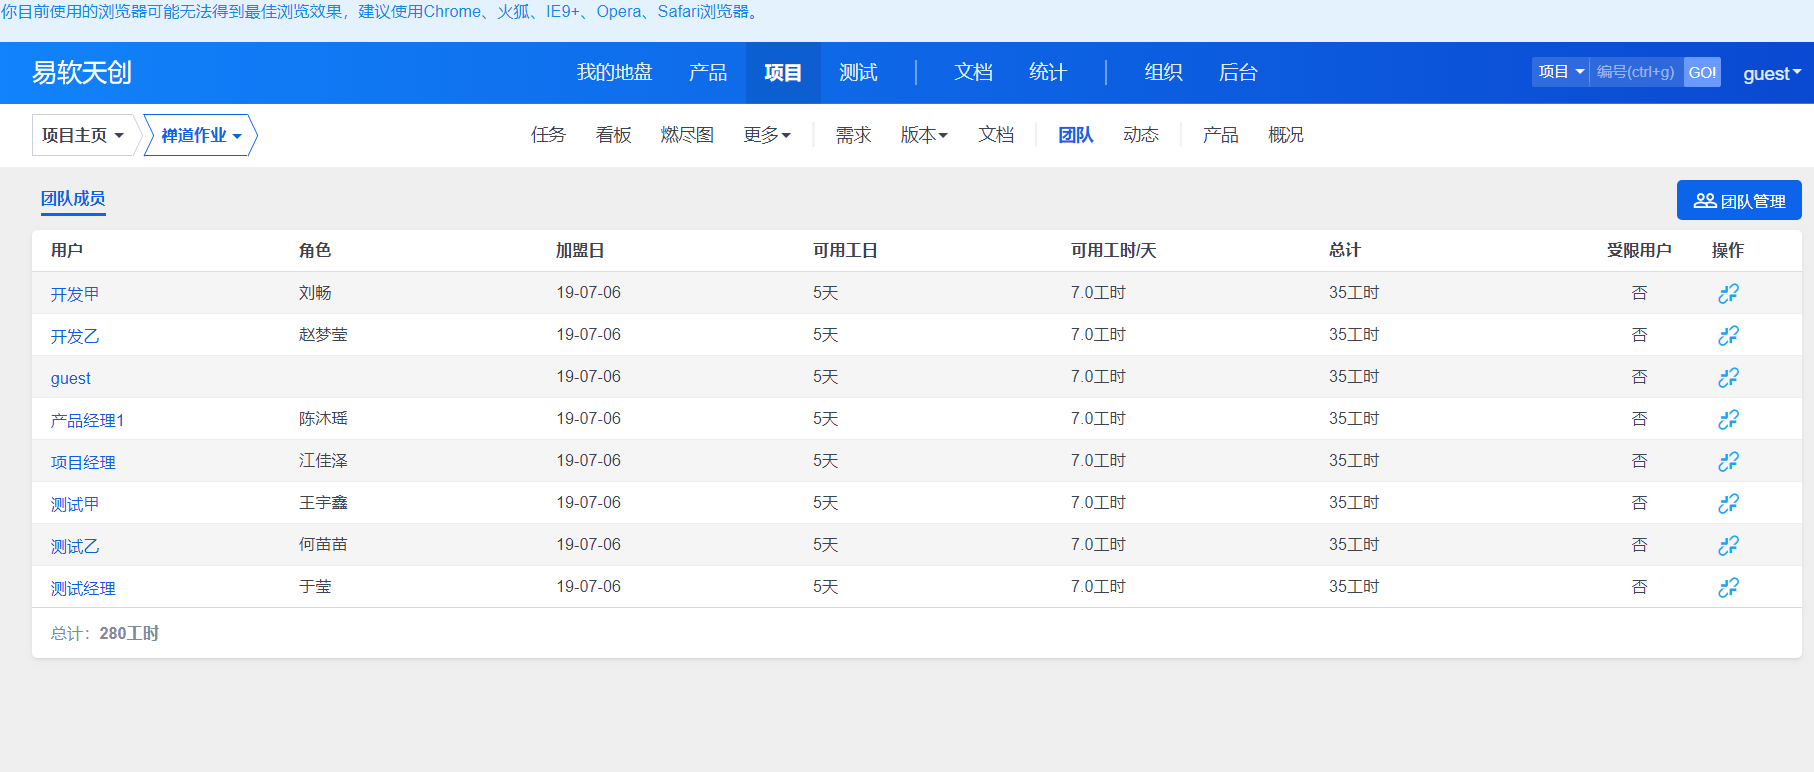 你目前使用的浏览器可能无法得到最佳浏览效果，建议使用Chrome、火狐、IE9+、Opera、Safari浏览器。
易软天创 我的地盘 产品 项目 测试 文档 统计 组织 后台 项目 编号(ctrl+g) GO! guest
项目主页 禅道作业 任务 看板 燃尽图 更多 需求 版本 文档 团队 动态 产品 概况
团队成员 团队管理
用户 角色 加盟日 可用工日 可用工时/天 总计 受限用户 操作
开发甲 刘畅 19-07-06 5天 7.0工时 35工时 否
开发乙 赵梦莹 19-07-06 5天 7.0工时 35工时 否
guest 19-07-06 5天 7.0工时 35工时 否
产品经理1 陈沐瑶 19-07-06 5天 7.0工时 35工时 否
项目经理 江佳泽 19-07-06 5天 7.0工时 35工时 否
测试甲 王宇鑫 19-07-06 5天 7.0工时 35工时 否
测试乙 何苗苗 19-07-06 5天 7.0工时 35工时 否
测试经理 于莹 19-07-06 5天 7.0工时 35工时 否
总计：280工时